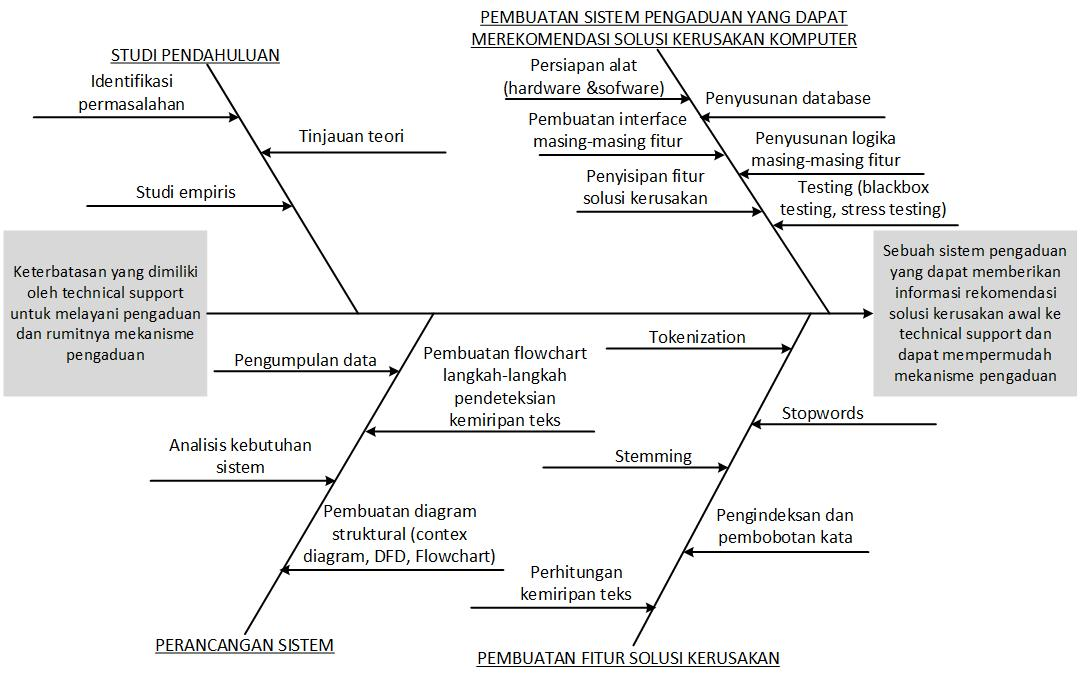 STUDI PENDAHULUAN
Identifikasi
permasalahan
Tinjauan teori
Studi empiris
PEMBUATAN SISTEM PENGADUAN YANG DAPAT
MEREKOMENDASI SOLUSI KERUSAKAN KOMPUTER
Persiapan alat
(hardware &sofware)
Penyusunan database
Pembuatan interface
masing-masing fitur
Penyusunan logika
masing-masing fitur
Penyisipan fitur
solusi kerusakan
Testing (blackbox
testing, stress testing)
Keterbatasan yang dimiliki
oleh technical support
untuk melayani pengaduan
dan rumitnya mekanisme
pengaduan
Sebuah sistem pengaduan
yang dapat memberikan
informasi rekomendasi
solusi kerusakan awal ke
technical support dan
dapat mempermudah
mekanisme pengaduan
Pengumpulan data
Pembuatan flowchart
langkah-langkah
pendeteksian
kemiripan teks
Analisis kebutuhan
sistem
Pembuatan diagram
struktural (contex
diagram, DFD, Flowchart)
PERANCANGAN SISTEM
Tokenization
Stopwords
Stemming
Pengindeksan dan
pembobotan kata
Perhitungan
kemiripan teks
PEMBUATAN FITUR SOLUSI KERUSAKAN